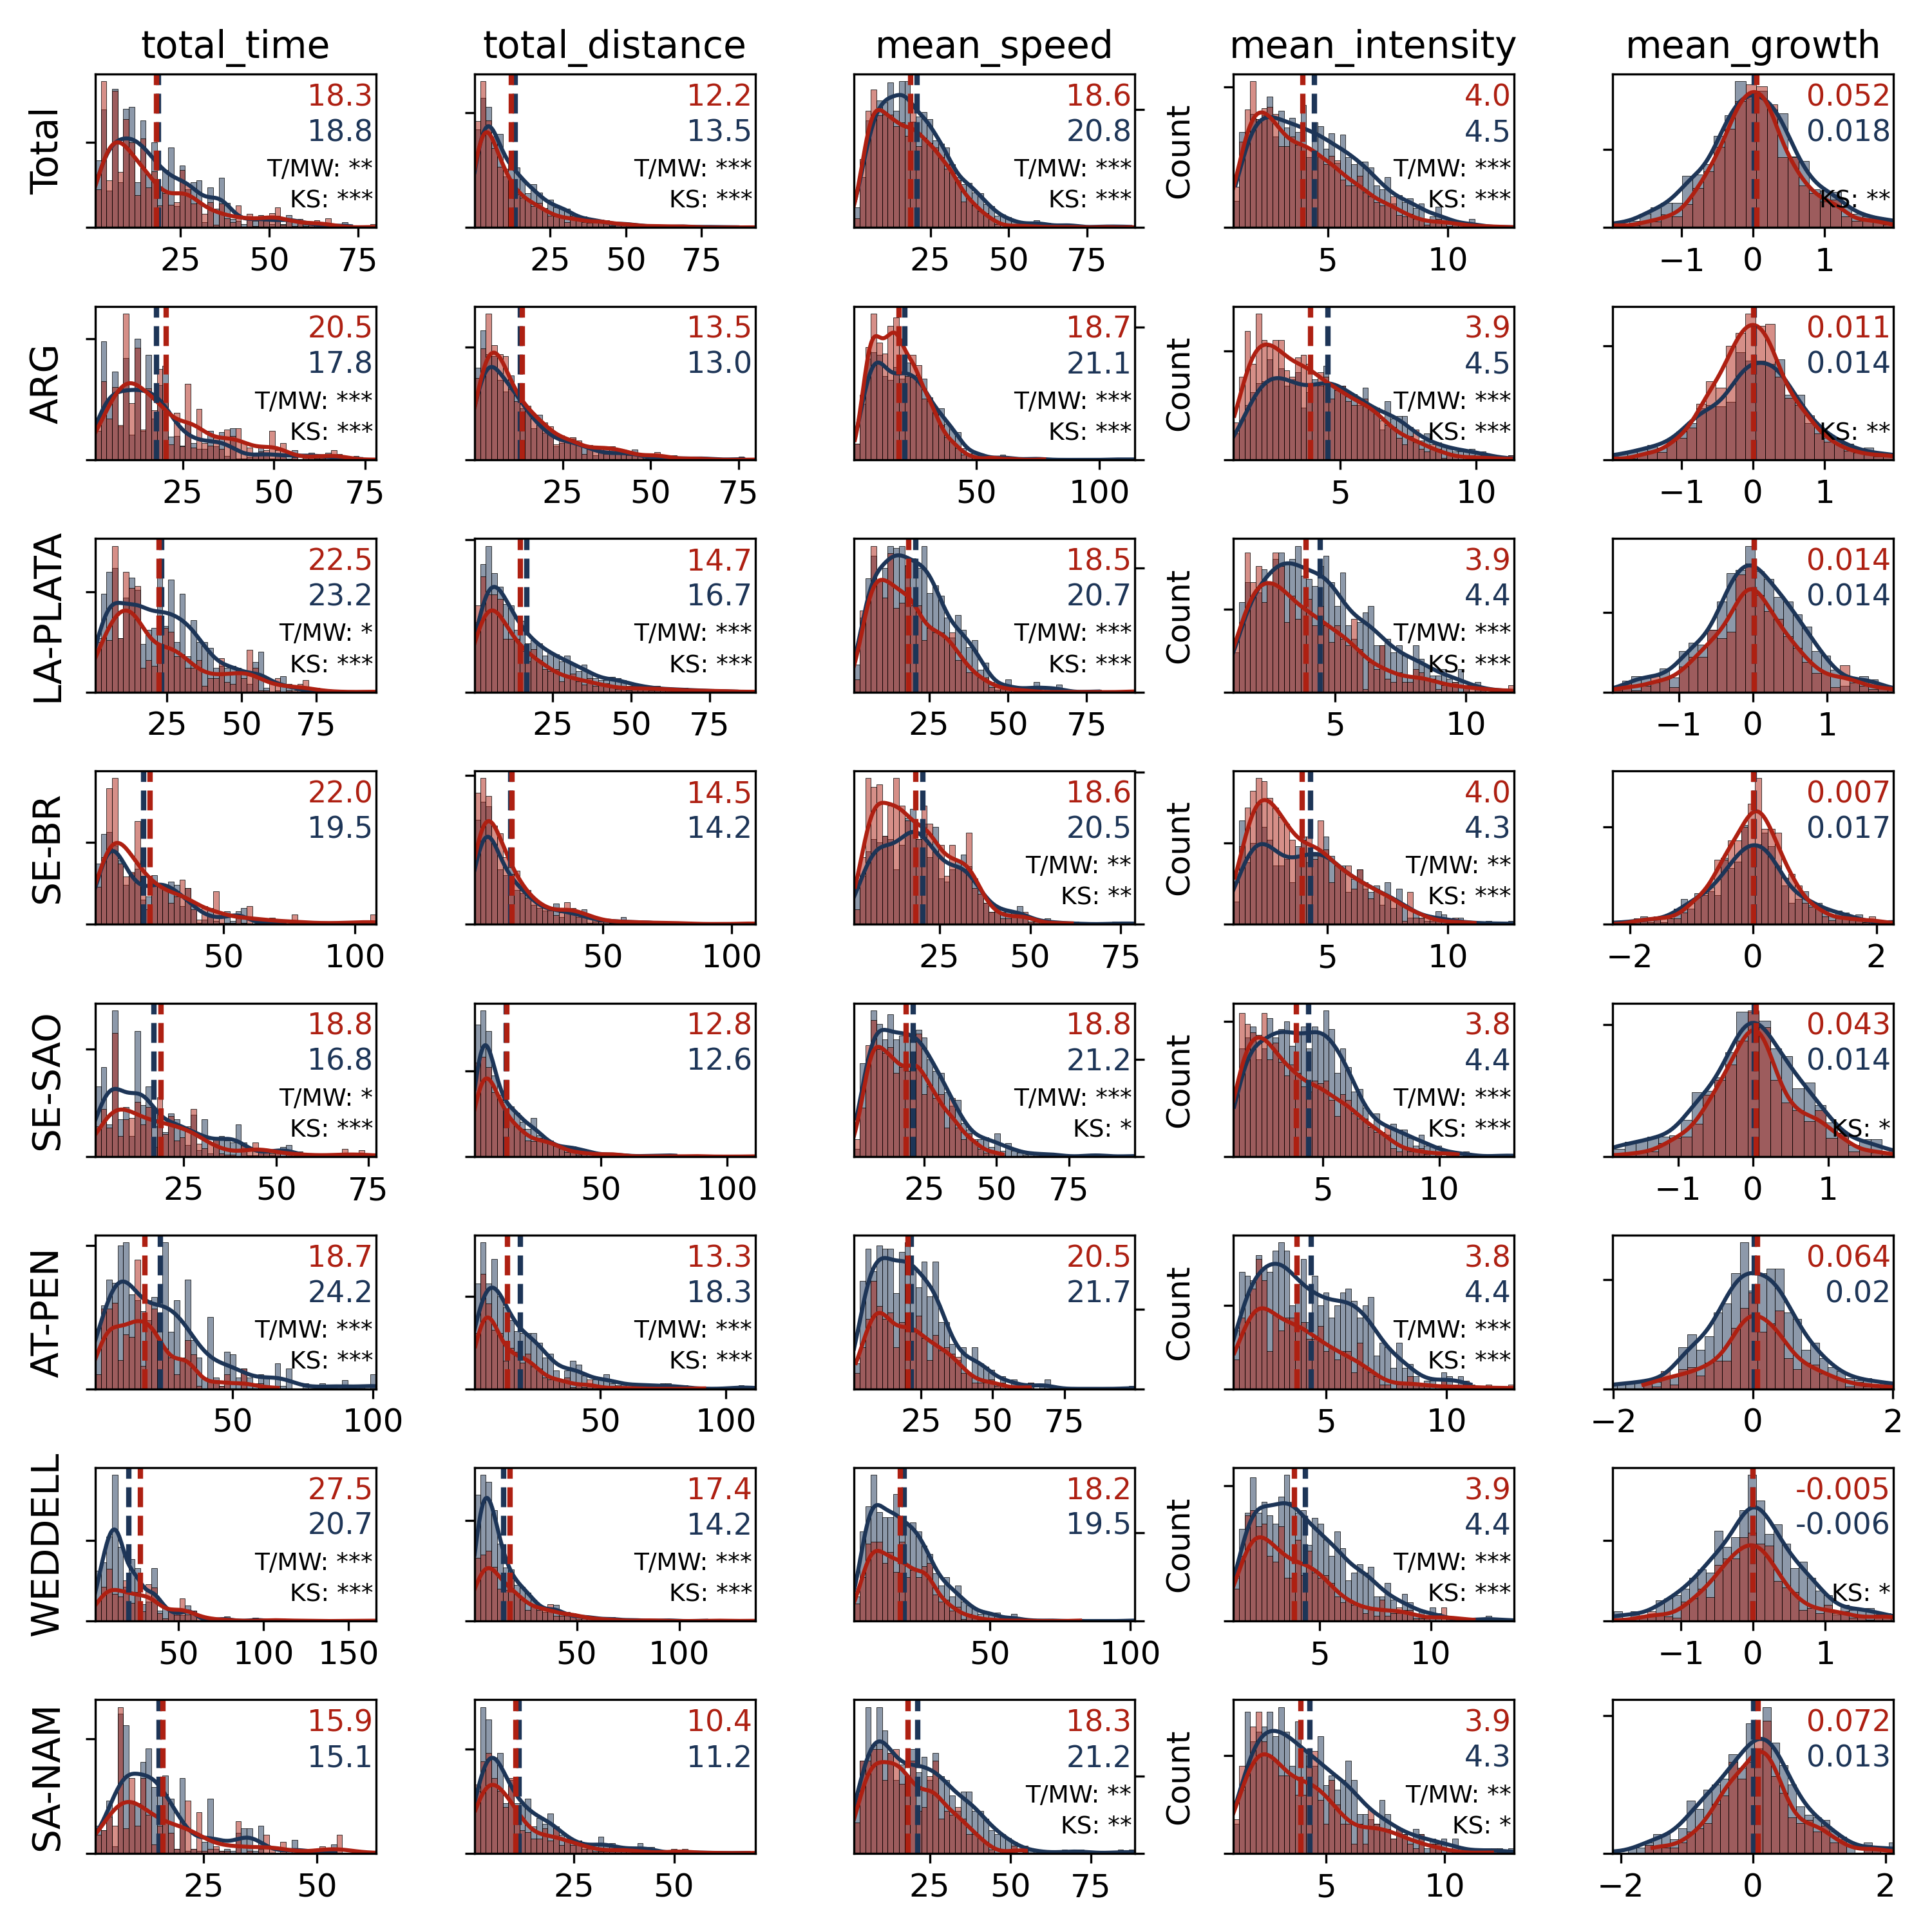 total_time total_distance mean_speed mean_intensity mean_growth
Total
18.3 12.2 18.6 4.0 0.052
18.8 13.5 20.8 4.5 0.018
T/MW: ** T/MW: *** T/MW: *** Count T/MW: ***
KS: *** KS: *** KS: *** KS: *** KS: **
25 50 75 25 50 75 25 50 75 5 10 −1 0 1
ARG
20.5 13.5 18.7 3.9 0.011
17.8 13.0 21.1 4.5 0.014
T/MW: *** T/MW: *** Count T/MW: ***
KS: *** KS: *** KS: *** KS: **
25 50 75 25 50 75 50 100 5 10 −1 0 1
LA-PLATA
22.5 14.7 18.5 3.9 0.014
23.2 16.7 20.7 4.4 0.014
T/MW: * T/MW: *** T/MW: *** Count T/MW: ***
KS: *** KS: *** KS: *** KS: ***
25 50 75 25 50 75 25 50 75 5 10 −1 0 1
SE-BR
22.0 14.5 18.6 4.0 0.007
19.5 14.2 20.5 4.3 0.017
T/MW: ** Count T/MW: **
KS: ** KS: ***
50 100 50 100 25 50 75 5 10 −2 0 2
SE-SAO
18.8 12.8 18.8 3.8 0.043
16.8 12.6 21.2 4.4 0.014
T/MW: * T/MW: *** Count T/MW: ***
KS: *** KS: * KS: *** KS: *
25 50 75 50 100 25 50 75 5 10 −1 0 1
AT-PEN
18.7 13.3 20.5 3.8 0.064
24.2 18.3 21.7 4.4 0.02
T/MW: *** T/MW: *** Count T/MW: ***
KS: *** KS: *** KS: ***
50 100 50 100 25 50 75 5 10 −2 0 2
WEDDELL
27.5 17.4 18.2 3.9 -0.005
20.7 14.2 19.5 4.4 -0.006
T/MW: *** T/MW: *** Count T/MW: ***
KS: *** KS: *** KS: *** KS: *
50 100 150 50 100 50 100 5 10 −1 0 1
SA-NAM
15.9 10.4 18.3 3.9 0.072
15.1 11.2 21.2 4.3 0.013
T/MW: ** Count T/MW: **
KS: ** KS: *
25 50 25 50 25 50 75 5 10 −2 0 2